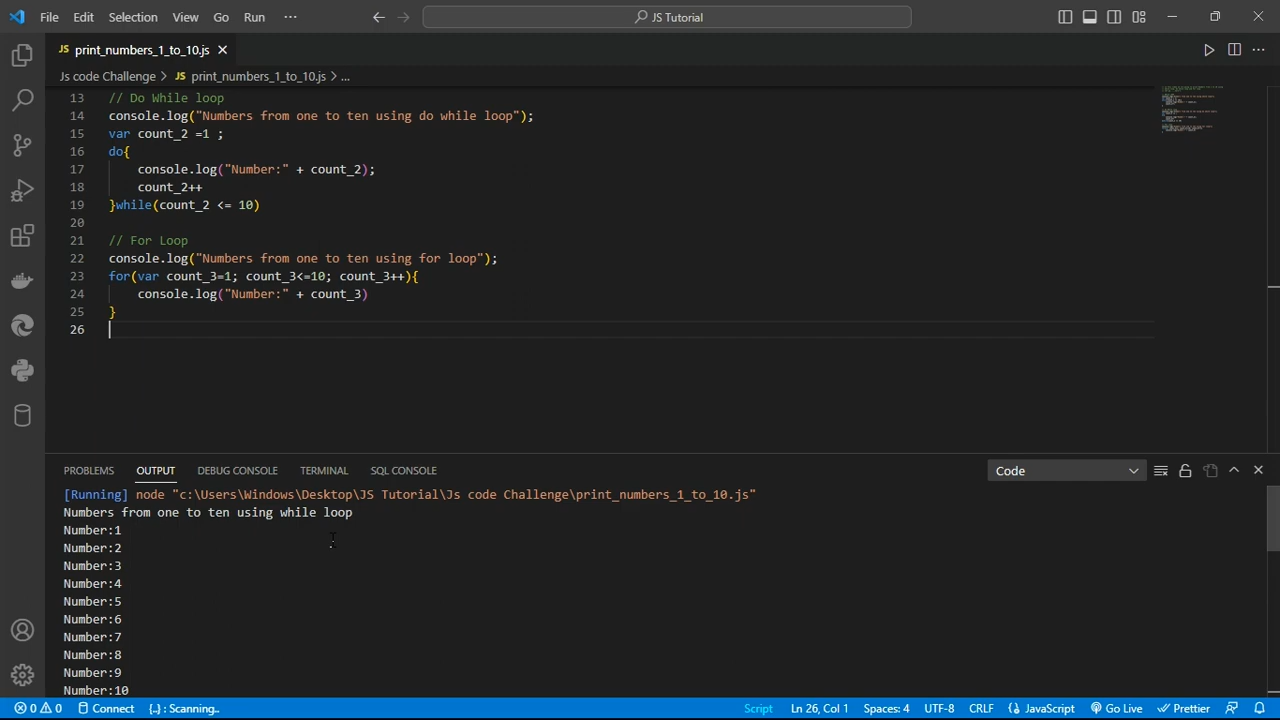 File Edit Selection View Go Run ··· JS Tutorial
JS print_numbers_1_to_10.js
Js code Challenge > JS print_numbers_1_to_10.js > ...
13 // Do While loop
14 console.log("Numbers from one to ten using do while loop");
15 var count_2 =1 ;
16 do{
17 console.log("Number:" + count_2);
18 count_2++
19 }while(count_2 <= 10)
20
21 // For Loop
22 console.log("Numbers from one to ten using for loop");
23 for(var count_3=1; count_3<=10; count_3++){
24 console.log("Number:" + count_3)
25 }
26
PROBLEMS OUTPUT DEBUG CONSOLE TERMINAL SQL CONSOLE Code
[Running] node "c:\Users\Windows\Desktop\JS Tutorial\Js code Challenge\print_numbers_1_to_10.js"
Numbers from one to ten using while loop
Number:1
Number:2
Number:3
Number:4
Number:5
Number:6
Number:7
Number:8
Number:9
Number:10
0 0 Connect {..} : Scanning.. Script Ln 26, Col 1 Spaces: 4 UTF-8 CRLF JavaScript Go Live Prettier